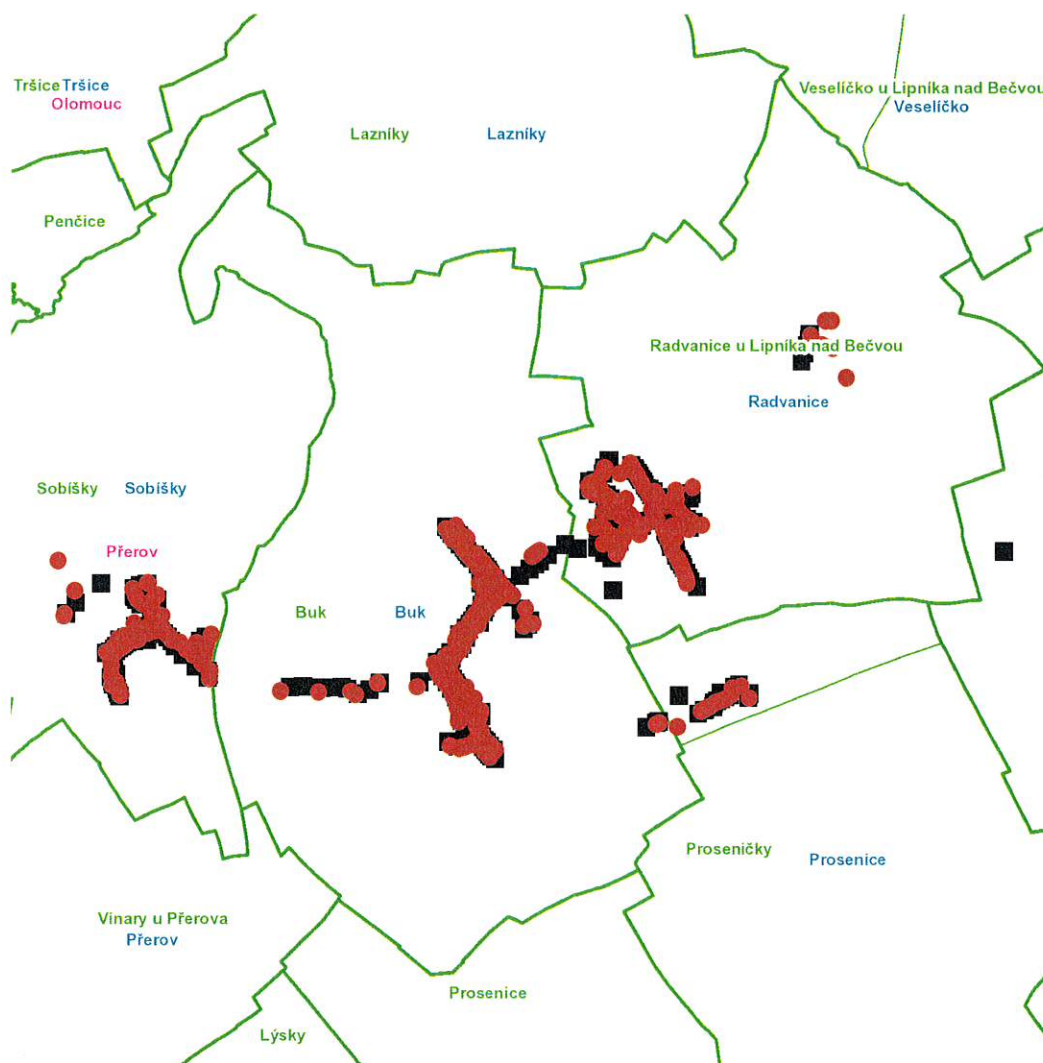 Tršice Tršice
Olomouc
Veselíčko u Lipníka nad Bečvou
Veselíčko
Lazníky Lazníky
Penčice
Radvanice u Lipníka nad Bečvou
Radvanice
Sobíšky Sobíšky
Přerov
Buk Buk
Proseničky Prosenice
Vinary u Přerova
Přerov
Prosenice
Lýsky